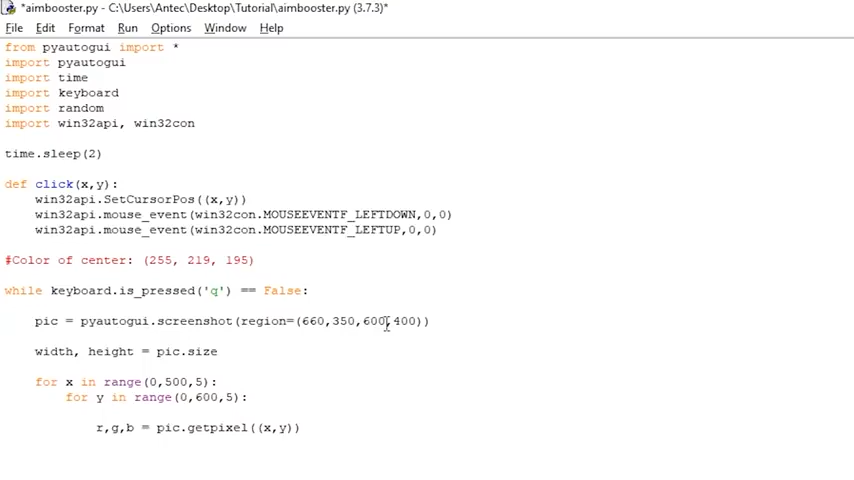 *aimbooster.py - C:\Users\Antec\Desktop\Tutorial\aimbooster.py (3.7.3)*
File Edit Format Run Options Window Help
from pyautogui import *
import pyautogui
import time
import keyboard
import random
import win32api, win32con
time.sleep(2)
def click(x,y):
    win32api.SetCursorPos((x,y))
    win32api.mouse_event(win32con.MOUSEEVENTF_LEFTDOWN,0,0)
    win32api.mouse_event(win32con.MOUSEEVENTF_LEFTUP,0,0)
#Color of center: (255, 219, 195)
while keyboard.is_pressed('q') == False:
    pic = pyautogui.screenshot(region=(660,350,600,400))
    width, height = pic.size
    for x in range(0,500,5):
        for y in range(0,600,5):
            r,g,b = pic.getpixel((x,y))